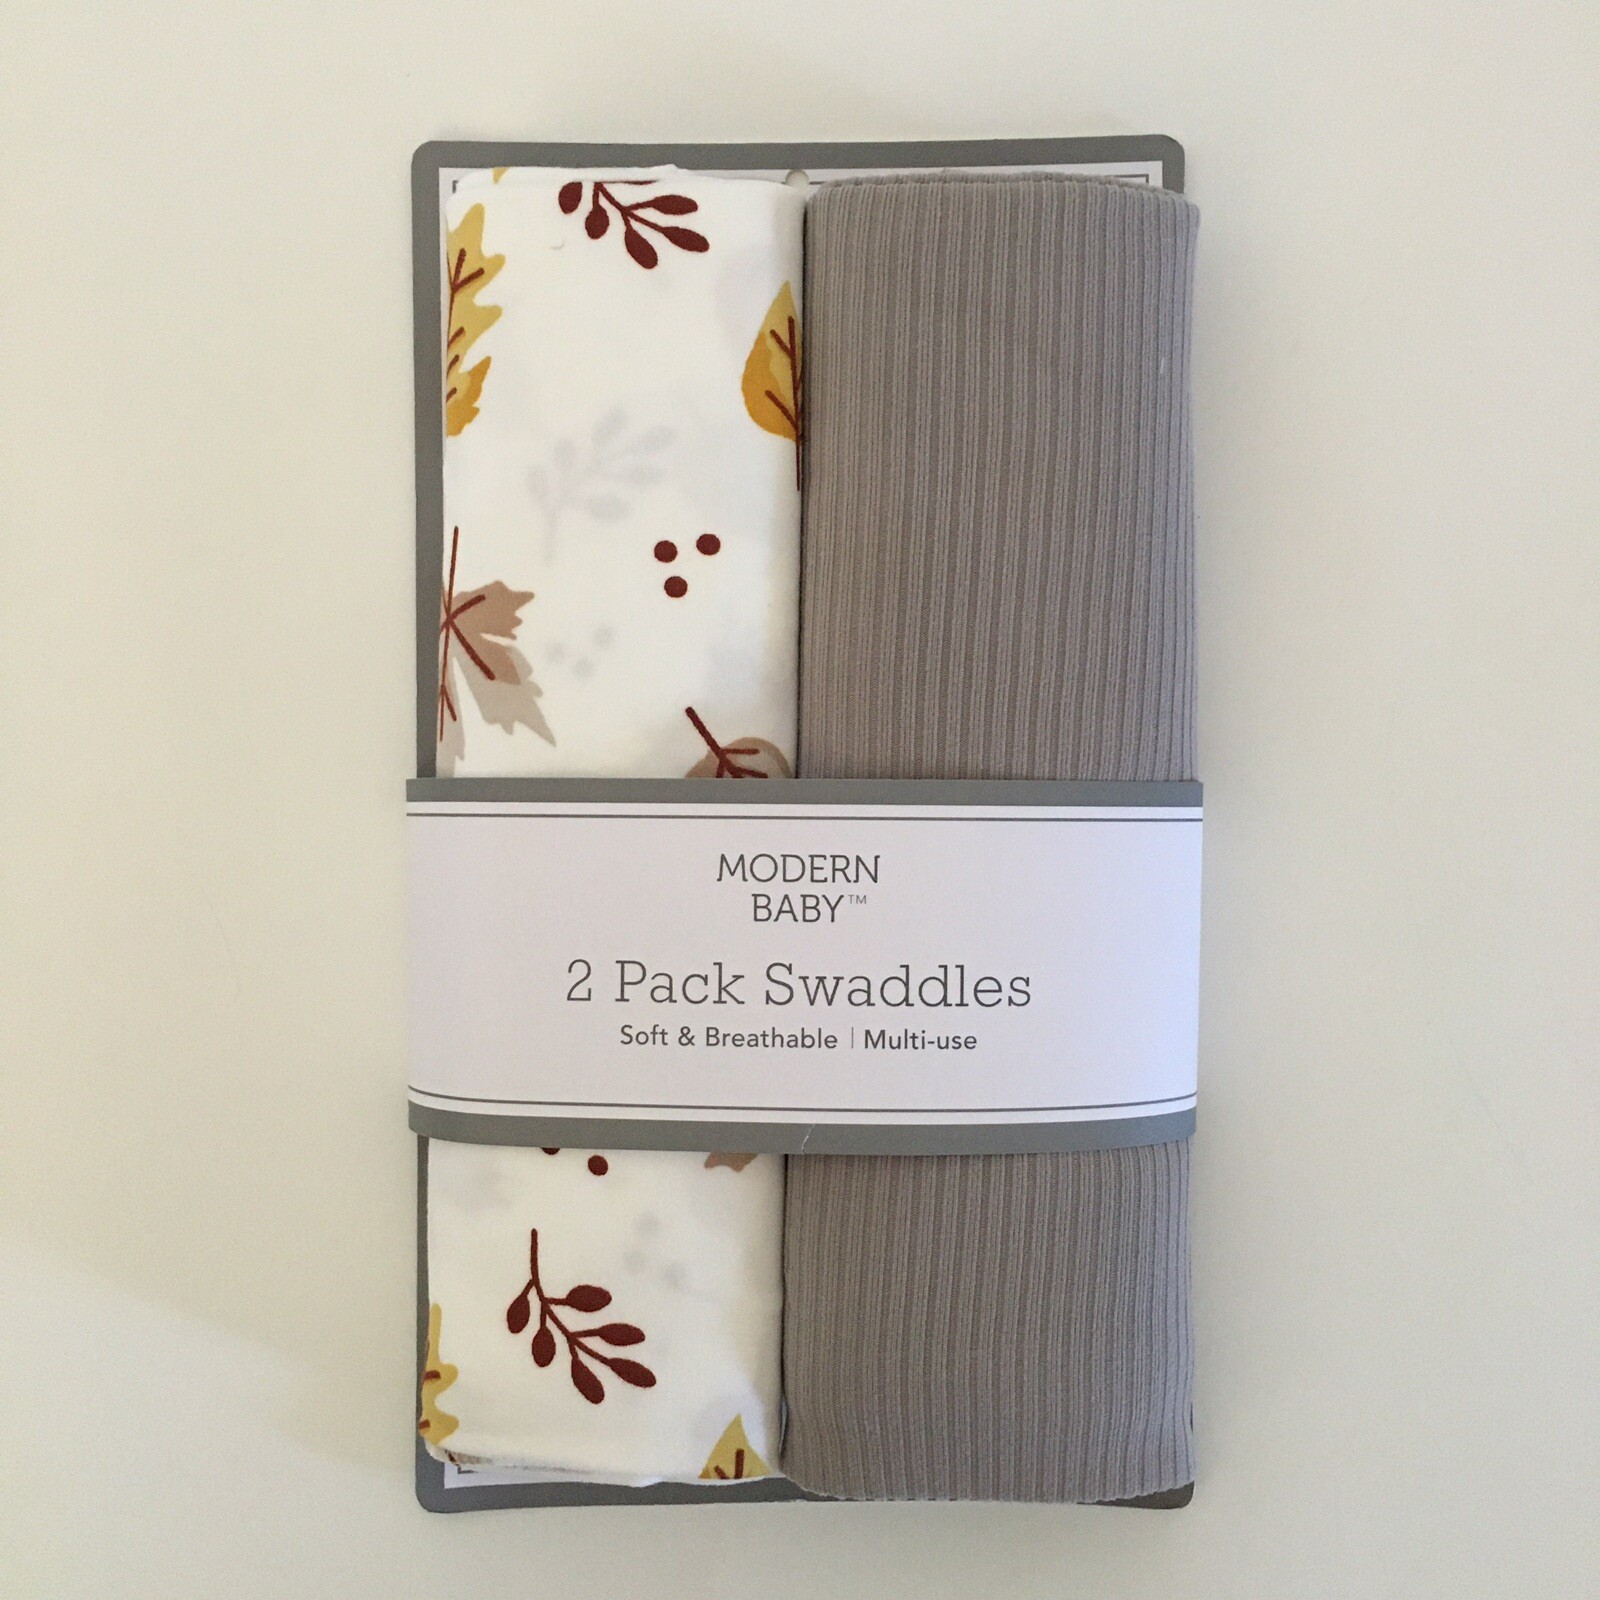 MODERN
BABY™
2 Pack Swaddles
Soft & Breathable | Multi-use